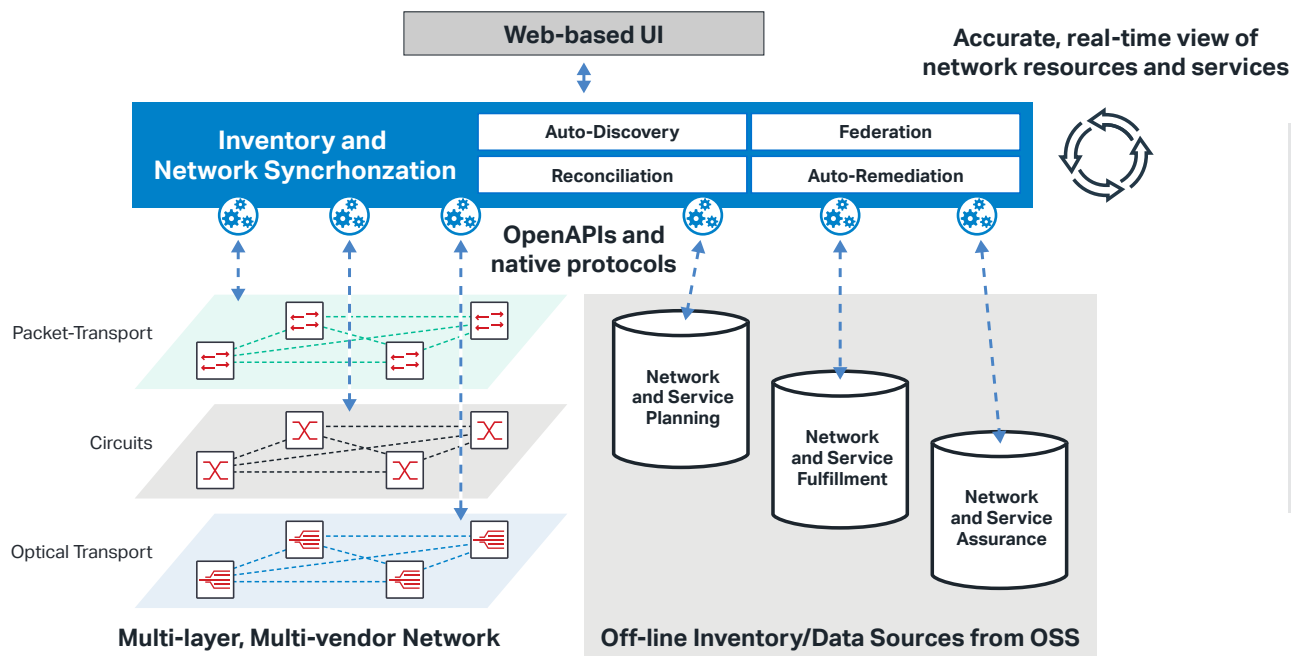 Web-based UI
Accurate, real-time view of
network resources and services
Inventory and
Network Syncrhonzation
Auto-Discovery
Federation
Reconciliation
Auto-Remediation
OpenAPIs and
native protocols
Packet-Transport
Circuits
Optical Transport
Network
and Service
Planning
Network
and Service
Fulfillment
Network
and Service
Assurance
Multi-layer, Multi-vendor Network
Off-line Inventory/Data Sources from OSS